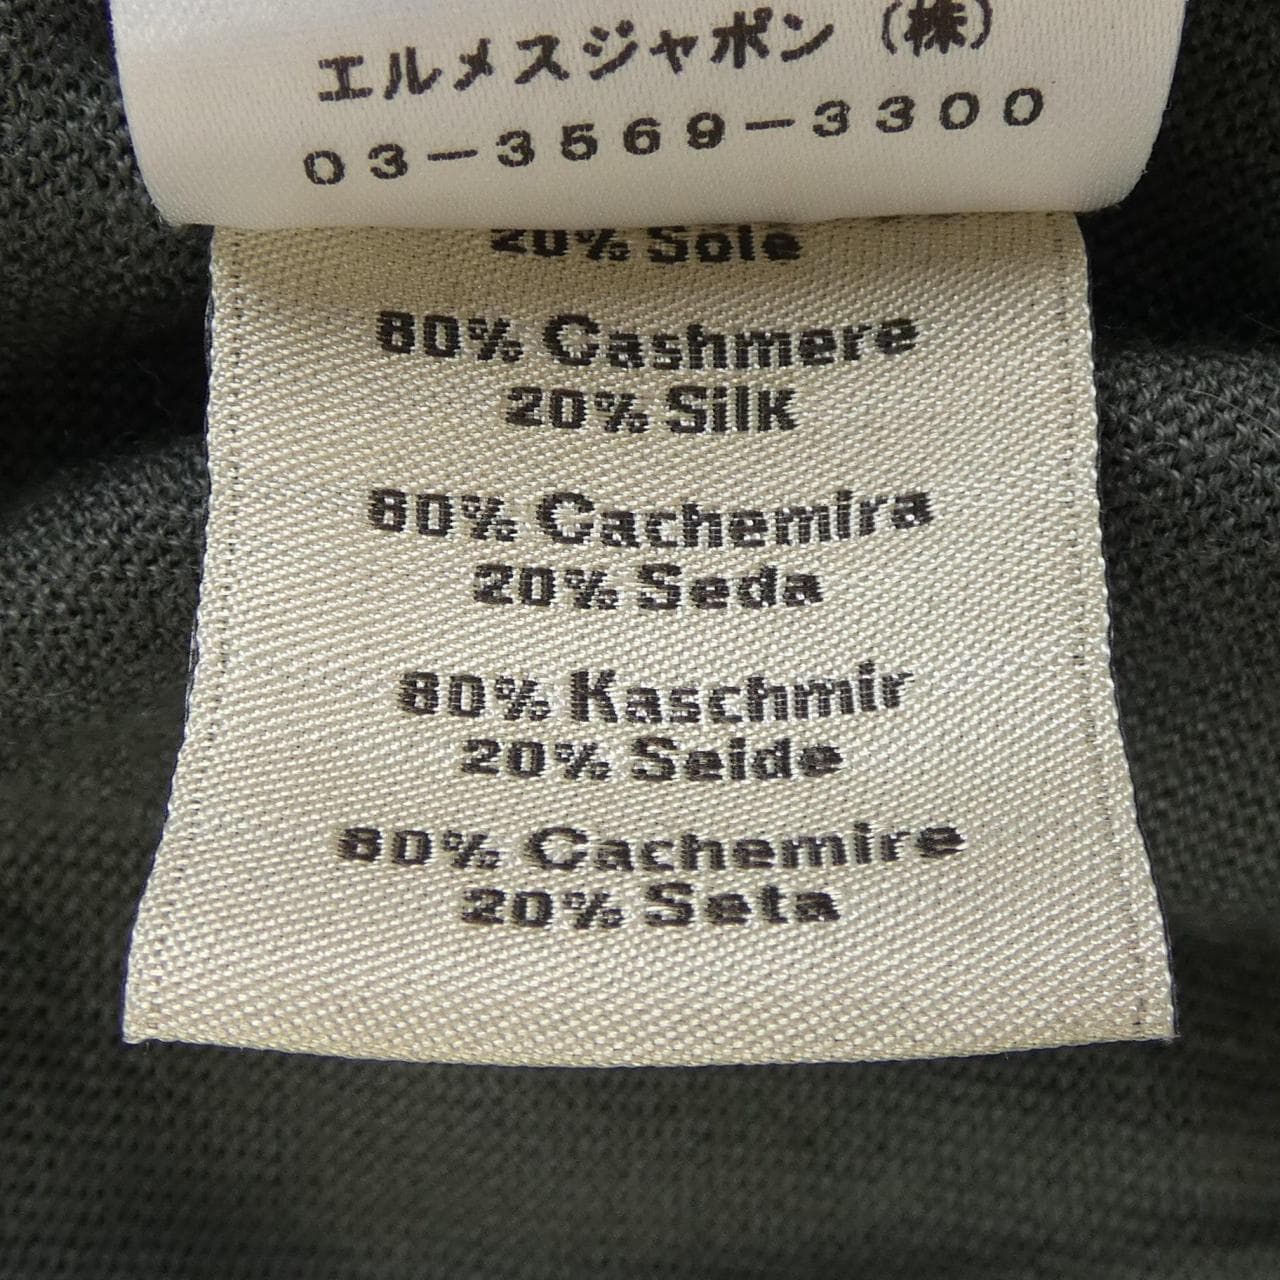 エルメスジャポン（株）
03-3569-3300
20% Soie
80% Cashmere
20% Silk
80% Cachemira
20% Seda
80% Kaschmir
20% Seide
80% Cachemire
20% Seta